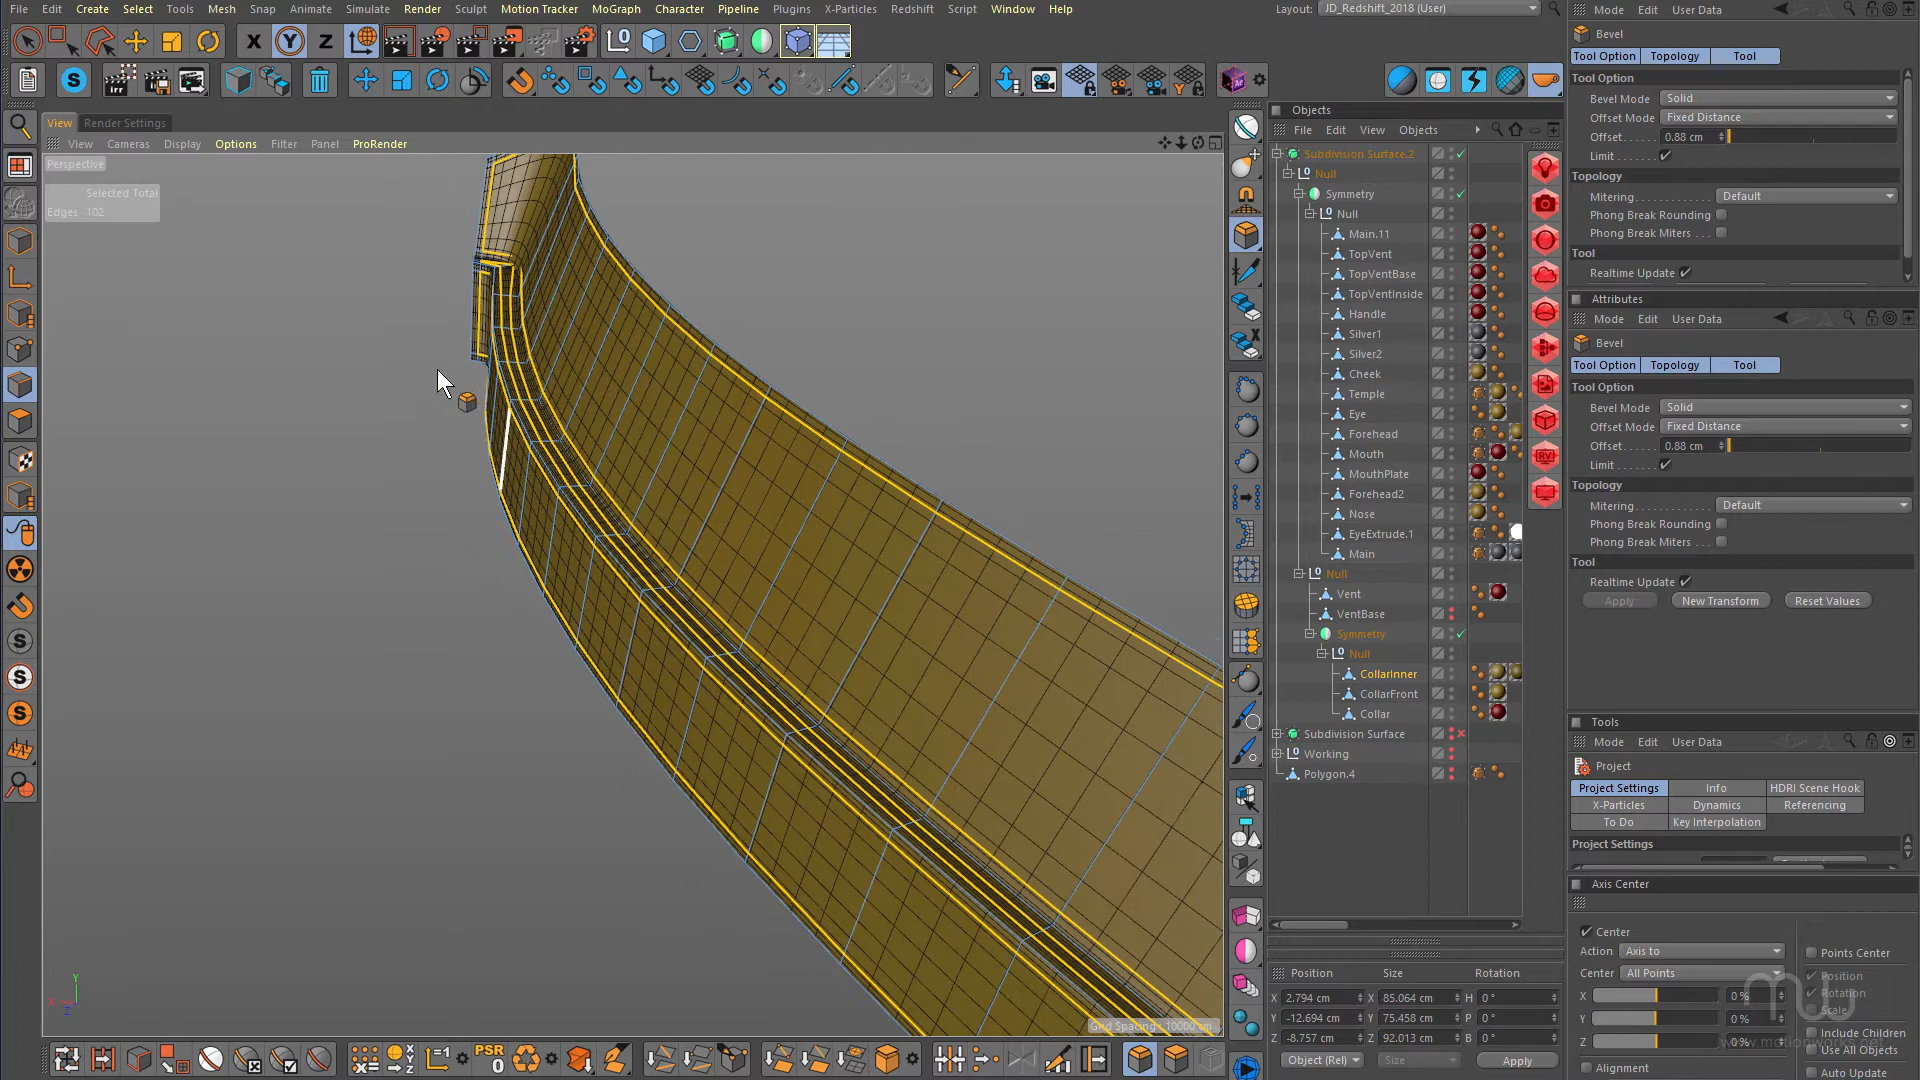 File Edit Create Select Tools Mesh Snap Animate Simulate Render Sculpt Motion Tracker MoGraph Character Pipeline Plugins X-Particles Redshift Script Window Help
Layout: JD_Redshift_2018 (User)
Mode Edit User Data
Bevel
Tool Option Topology Tool
Tool Option
Bevel Mode Solid
Offset Mode Fixed Distance
Offset 0.88 cm
Limit
Topology
Mitering Default
Phong Break Rounding
Phong Break Miters
Tool
Realtime Update
Attributes
Mode Edit User Data
Bevel
Tool Option Topology Tool
Tool Option
Bevel Mode Solid
Offset Mode Fixed Distance
Offset 0.88 cm
Limit
Topology
Mitering Default
Phong Break Rounding
Phong Break Miters
Tool
Realtime Update
Apply New Transform Reset Values
Tools
Mode Edit User Data
Project
Project Settings Info HDRI Scene Hook
X-Particles Dynamics Referencing
To Do Key Interpolation
Project Settings
Axis Center
Center
Action Axis to Points Center
Center All Points Position
X 0 % Rotation
Scale
Y 0 % Include Children
Z 0 % Use All Objects
Alignment Auto Update
www.motionworks.net
View Render Settings
View Cameras Display Options Filter Panel ProRender
Perspective
Selected Total
Edges 102
Grid Spacing : 10000 cm
X Y Z
Objects
File Edit View Objects
Subdivision Surface.2
Null
Symmetry
Null
Main.11
TopVent
TopVentBase
TopVentInside
Handle
Silver1
Silver2
Cheek
Temple
Eye
Forehead
Mouth
MouthPlate
Forehead2
Nose
EyeExtrude.1
Main
Null
Vent
VentBase
Symmetry
Null
CollarInner
CollarFront
Collar
Subdivision Surface
Working
Polygon.4
Position Size Rotation
X 2.794 cm X 85.064 cm H 0 °
Y -12.694 cm Y 75.458 cm P 0 °
Z -8.757 cm Z 92.013 cm B 0 °
Object (Rel) Size Apply
PSR
0